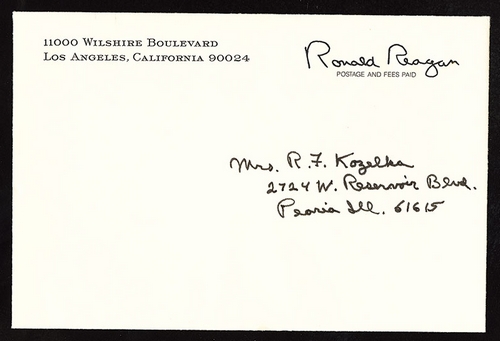 11000 Wilshire Boulevard
Los Angeles, California 90024
Ronald Reagan
POSTAGE AND FEES PAID
Mrs. R. F. Kozelka
2724 W. Reservoir Blvd.
Peoria Ill. 61615